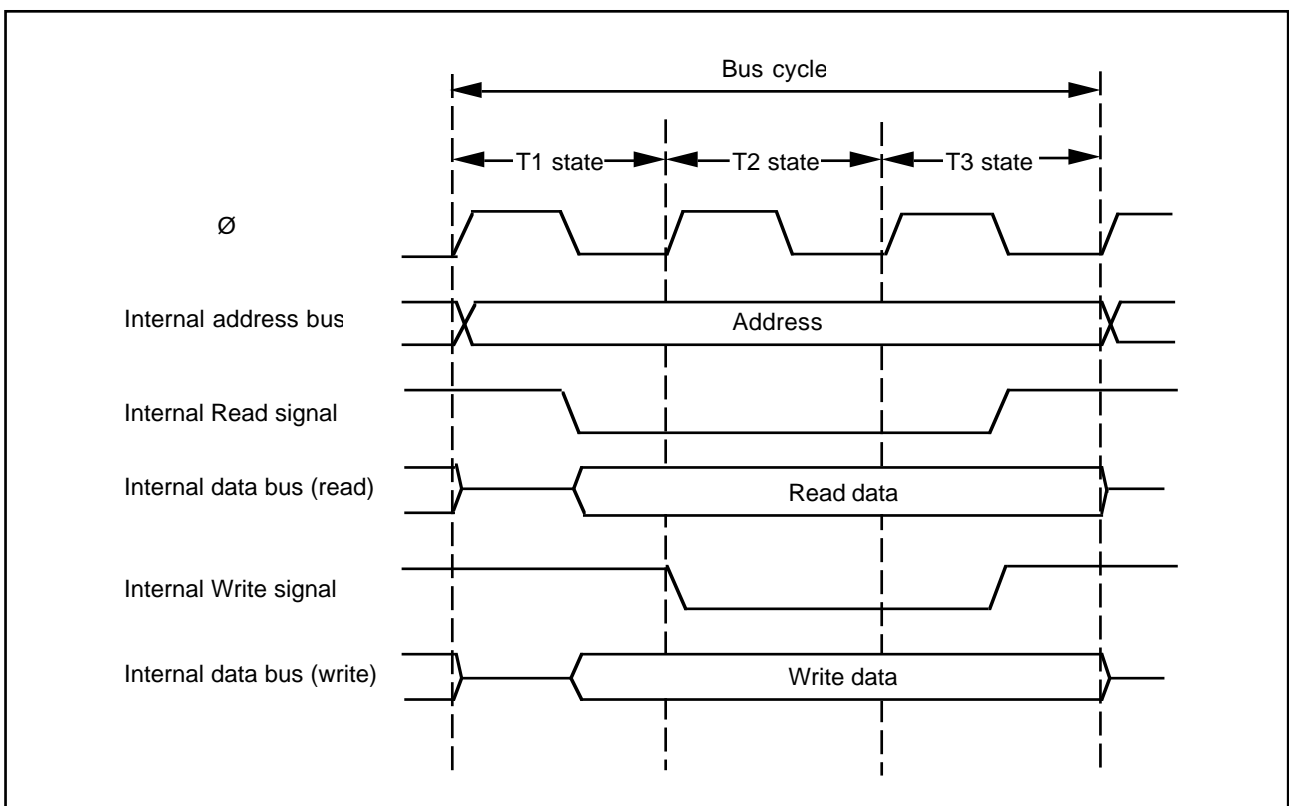 Bus cycle
T1 state T2 state T3 state
Ø
Internal address bus Address
Internal Read signal
Internal data bus (read) Read data
Internal Write signal
Internal data bus (write) Write data